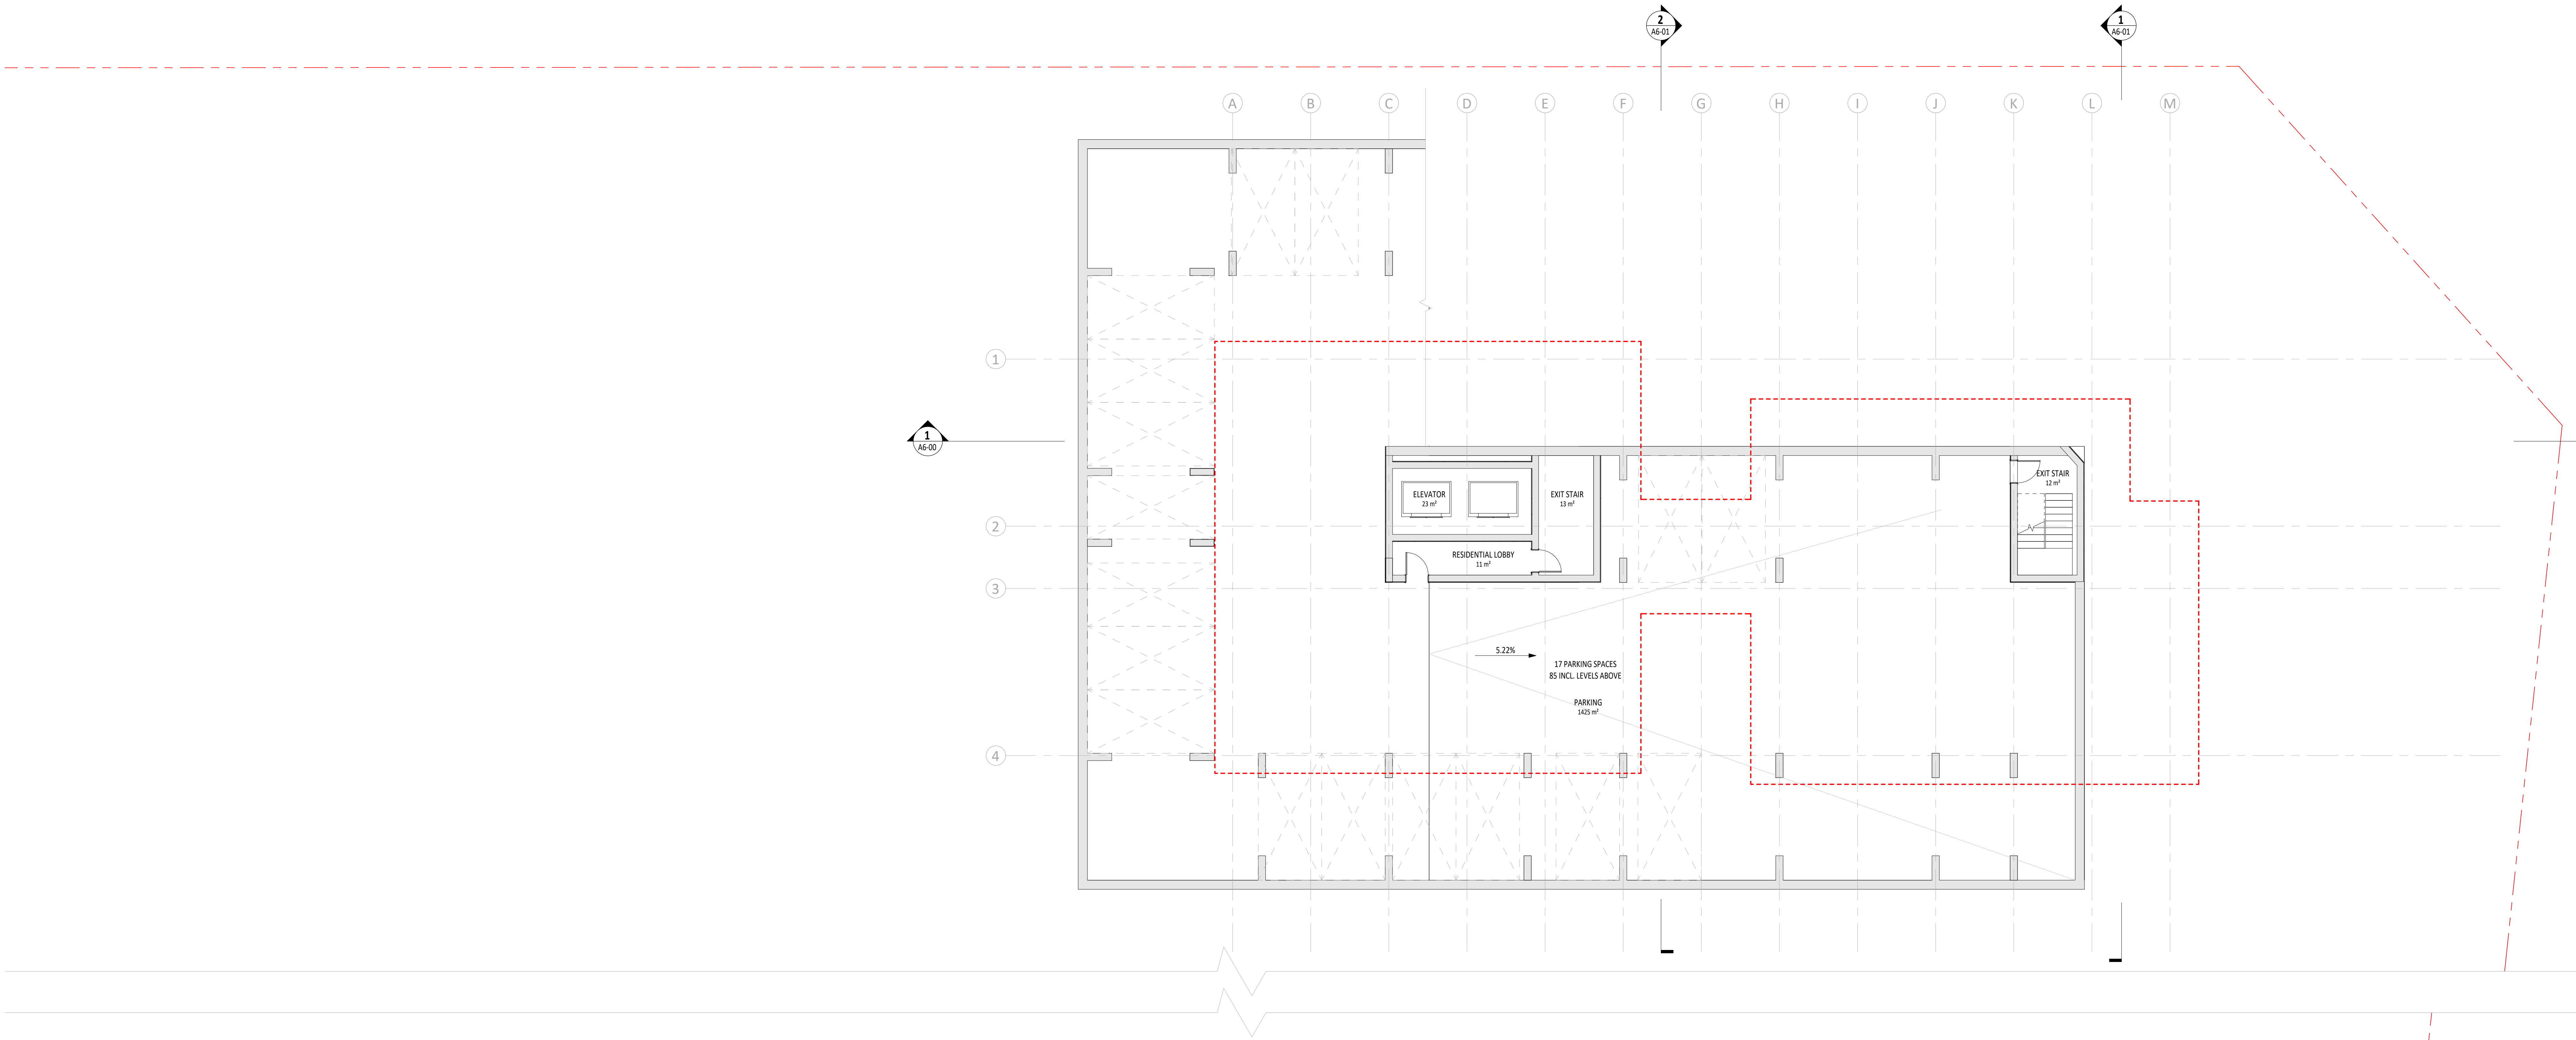 2
A6-01
1
A6-01
A B C D E F G H I J K L M
1
1
A6-00
ELEVATOR
23 m²
EXIT STAIR
13 m²
EXIT STAIR
12 m²
2
RESIDENTIAL LOBBY
11 m²
3
5.22%
17 PARKING SPACES
85 INCL. LEVELS ABOVE
PARKING
1425 m²
4